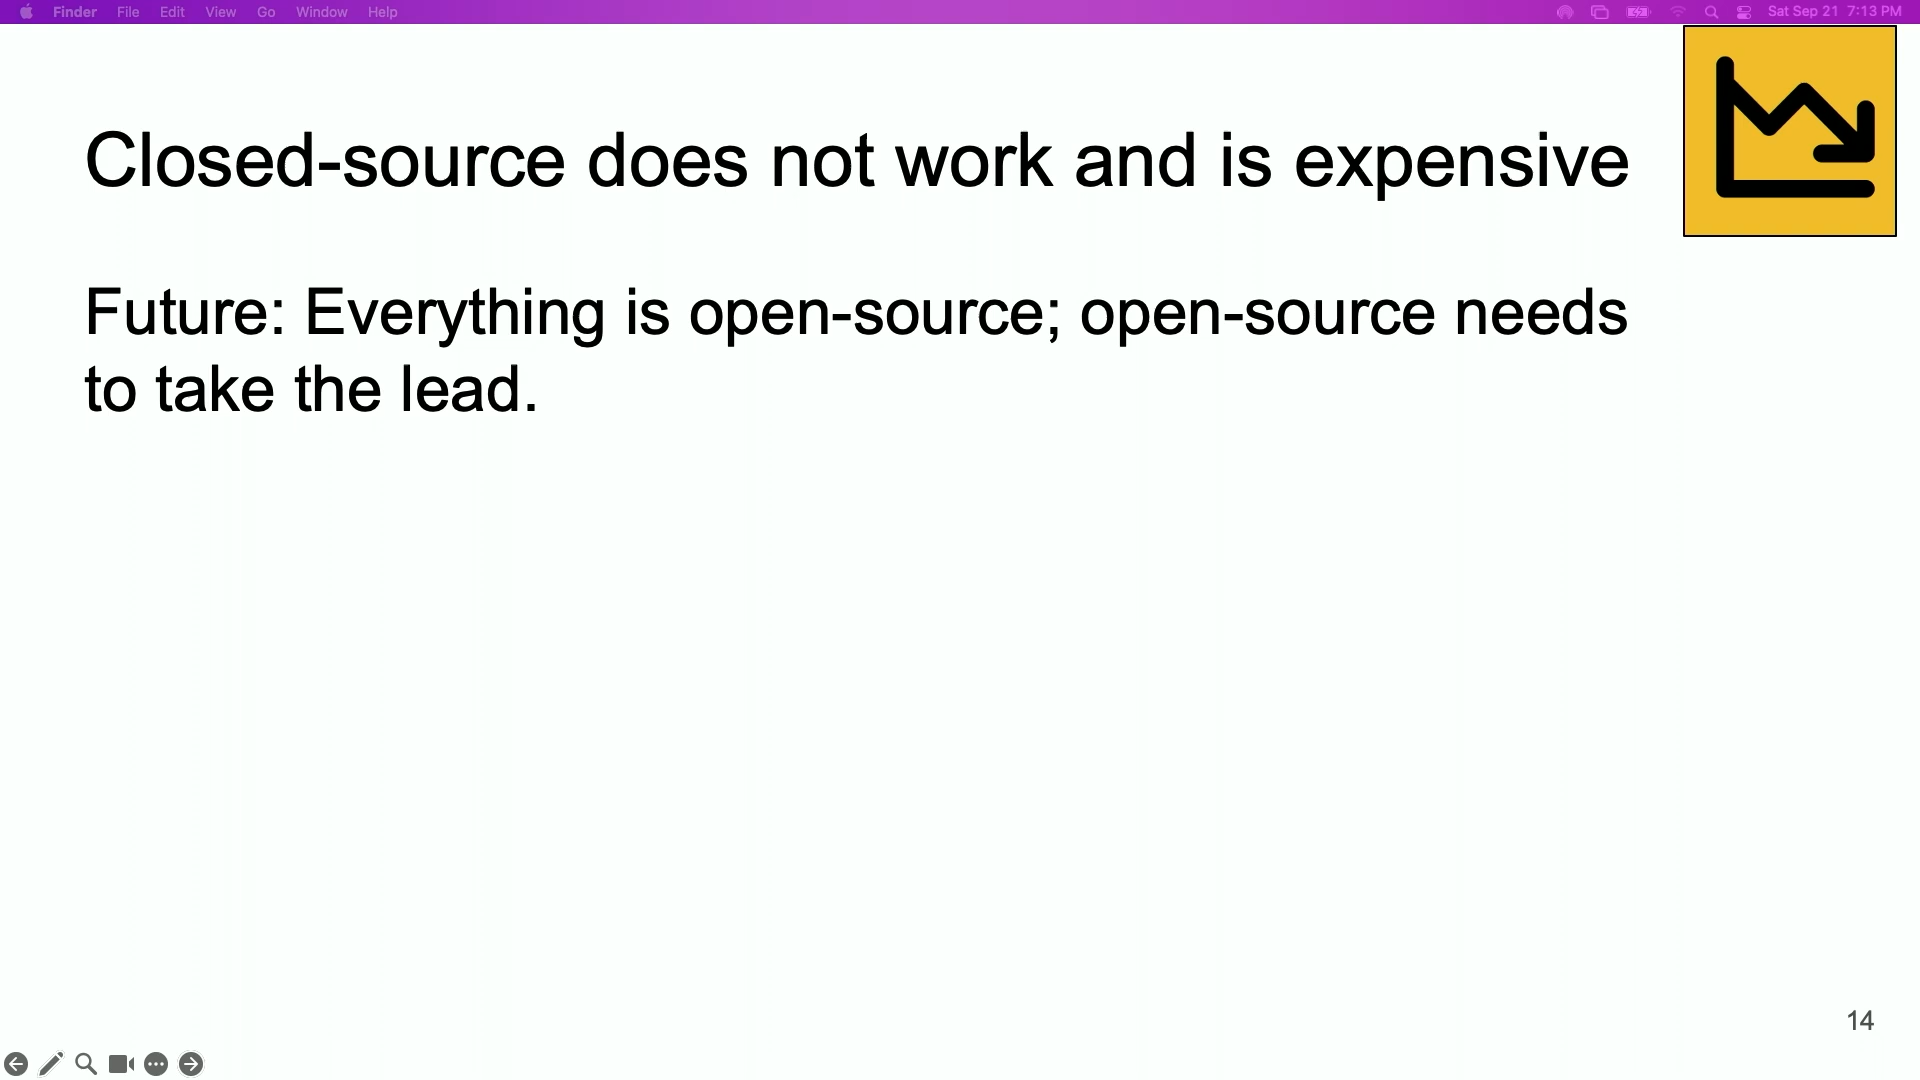 Finder File Edit View Go Window Help Sat Sep 21 7:13 PM
Closed-source does not work and is expensive
Future: Everything is open-source; open-source needs
to take the lead.
14